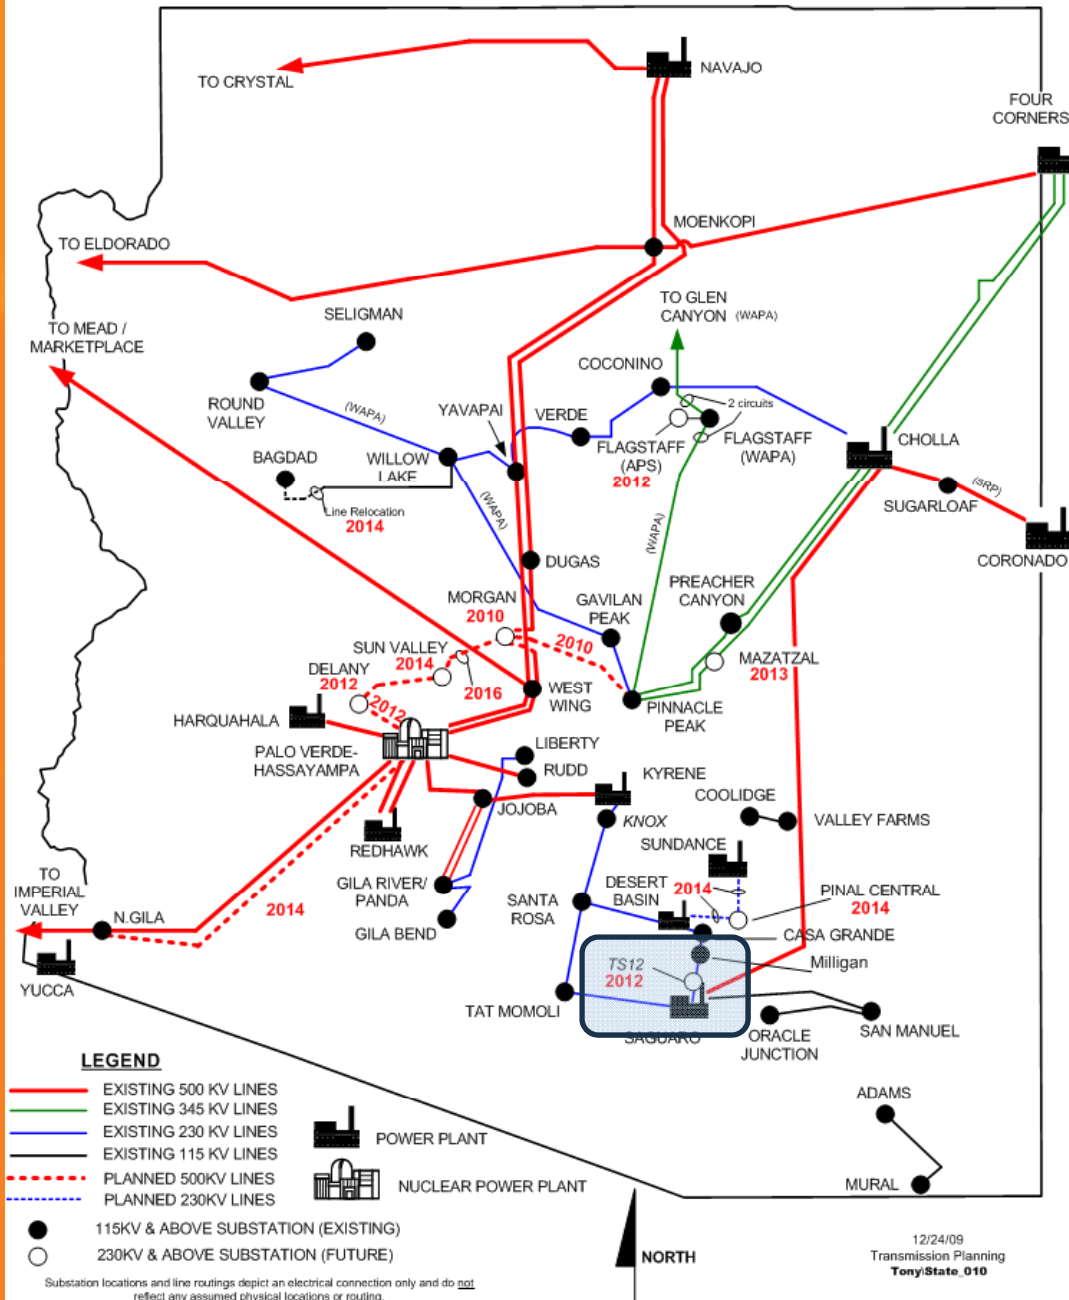 NAVAJO
TO CRYSTAL
FOUR
CORNERS
MOENKOPI
TO ELDORADO
TO GLEN
CANYON (WAPA)
SELIGMAN
TO MEAD /
MARKETPLACE
COCONINO
ROUND
VALLEY
(WAPA)
YAVAPAI
VERDE
2 circuits
FLAGSTAFF
(APS)
2012
FLAGSTAFF
(WAPA)
CHOLLA
BAGDAD
WILLOW
LAKE
(WAPA)
(WAPA)
(SRP)
SUGARLOAF
Line Relocation
2014
CORONADO
DUGAS
PREACHER
CANYON
MORGAN
2010
GAVILAN
PEAK
2010
SUN VALLEY
2014
2016
MAZATZAL
2013
DELANY
2012
2012
WEST
WING
PINNACLE
PEAK
HARQUAHALA
PALO VERDE-
HASSAYAMPA
LIBERTY
RUDD
KYRENE
JOJOBA
KNOX
COOLIDGE
VALLEY FARMS
REDHAWK
SUNDANCE
GILA RIVER/
PANDA
SANTA
ROSA
DESERT
BASIN
2014
PINAL CENTRAL
2014
TO
IMPERIAL
VALLEY
N.GILA
2014
GILA BEND
CASA GRANDE
Milligan
TS12
2012
YUCCA
TAT MOMOLI
SAGUARO
ORACLE
JUNCTION
SAN MANUEL
LEGEND
EXISTING 500 KV LINES
EXISTING 345 KV LINES
EXISTING 230 KV LINES
EXISTING 115 KV LINES
PLANNED 500KV LINES
PLANNED 230KV LINES
POWER PLANT
NUCLEAR POWER PLANT
115KV & ABOVE SUBSTATION (EXISTING)
230KV & ABOVE SUBSTATION (FUTURE)
Substation locations and line routings depict an electrical connection only and do not
reflect any assumed physical locations or routing.
ADAMS
MURAL
NORTH
12/24/09
Transmission Planning
Tony\State_010